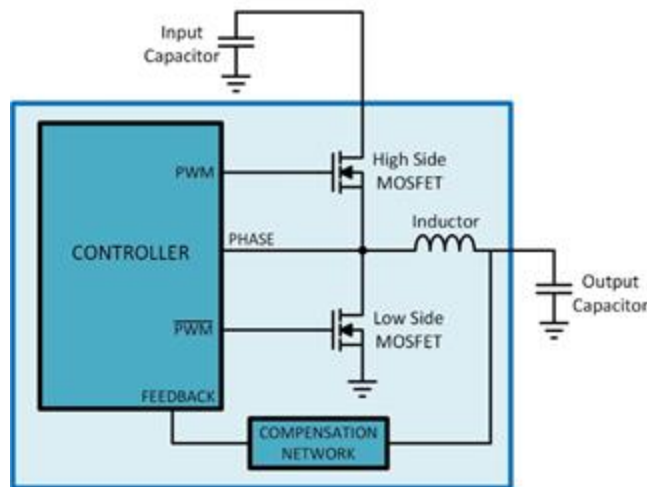 Input
Capacitor
PWM
High Side
MOSFET
Inductor
PHASE
CONTROLLER
Output
Capacitor
PWM
Low Side
MOSFET
FEEDBACK
COMPENSATION
NETWORK